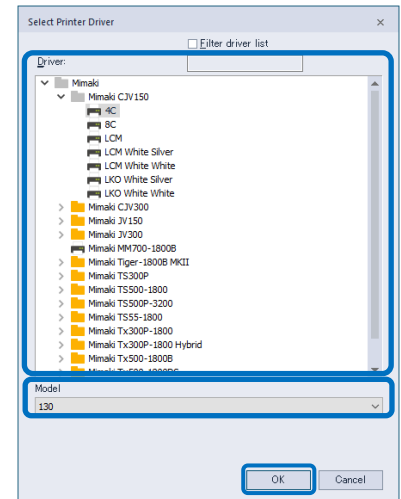 Select Printer Driver
Filter driver list
Driver:
Mimaki
Mimaki CJV150
4C
8C
LCM
LCM White Silver
LCM White White
LKO White Silver
LKO White White
Mimaki CJV300
Mimaki JV150
Mimaki JV300
Mimaki MM700-1800B
Mimaki Tiger-1800B MKII
Mimaki TS300P
Mimaki TS500-1800
Mimaki TS500P-3200
Mimaki TS55-1800
Mimaki Tx300P-1800
Mimaki Tx300P-1800 Hybrid
Mimaki Tx500-1800B
Model
130
OK Cancel